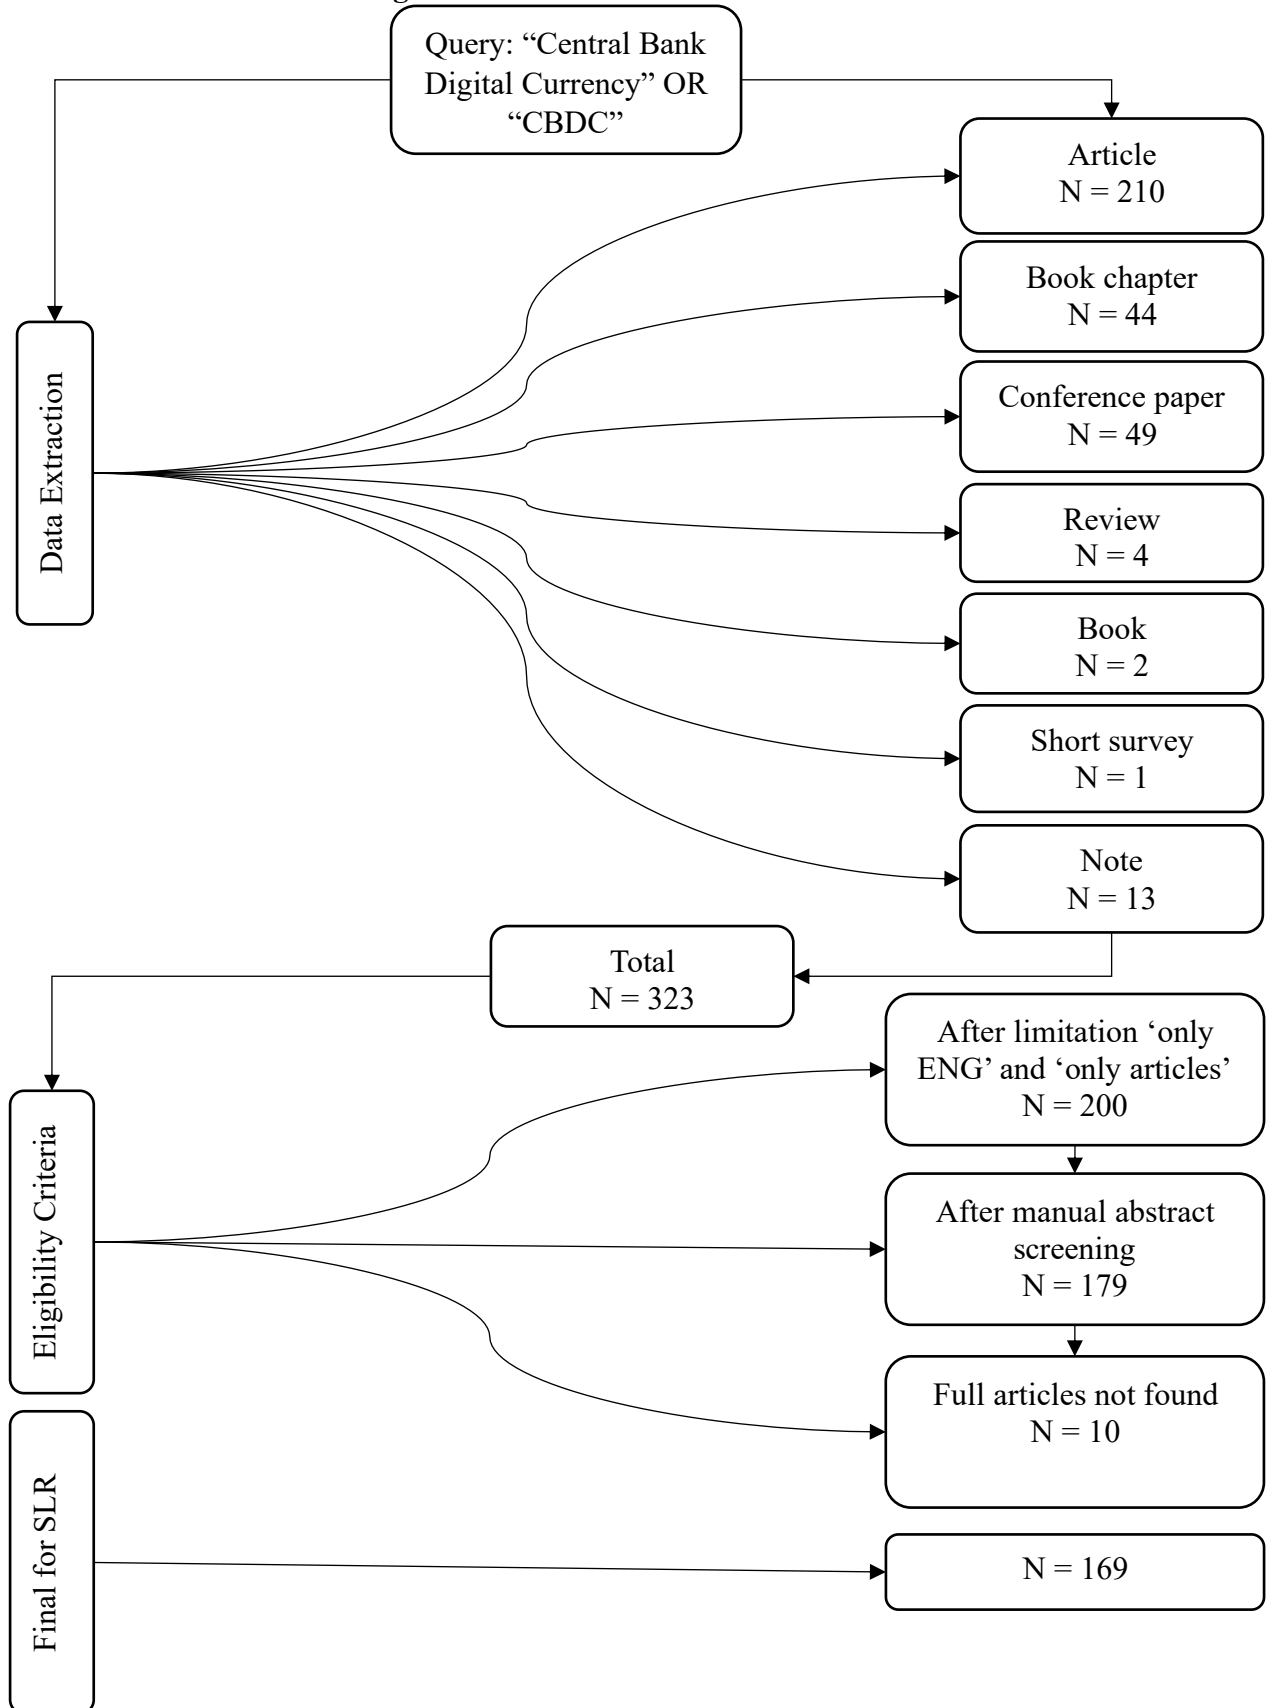 Query: “Central Bank
Digital Currency” OR
“CBDC”
Article
N = 210
Book chapter
N = 44
Conference paper
N = 49
Review
N = 4
Book
N = 2
Short survey
N = 1
Note
N = 13
Data Extraction
Total
N = 323
After limitation ‘only
ENG’ and ‘only articles’
N = 200
After manual abstract
screening
N = 179
Full articles not found
N = 10
Eligibility Criteria
Final for SLR
N = 169